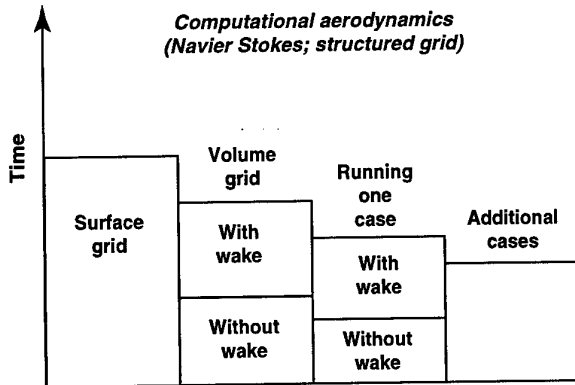 Computational aerodynamics
(Navier Stokes; structured grid)
Time
Surface
grid
Volume
grid
With
wake
Without
wake
Running
one
case
With
wake
Without
wake
Additional
cases